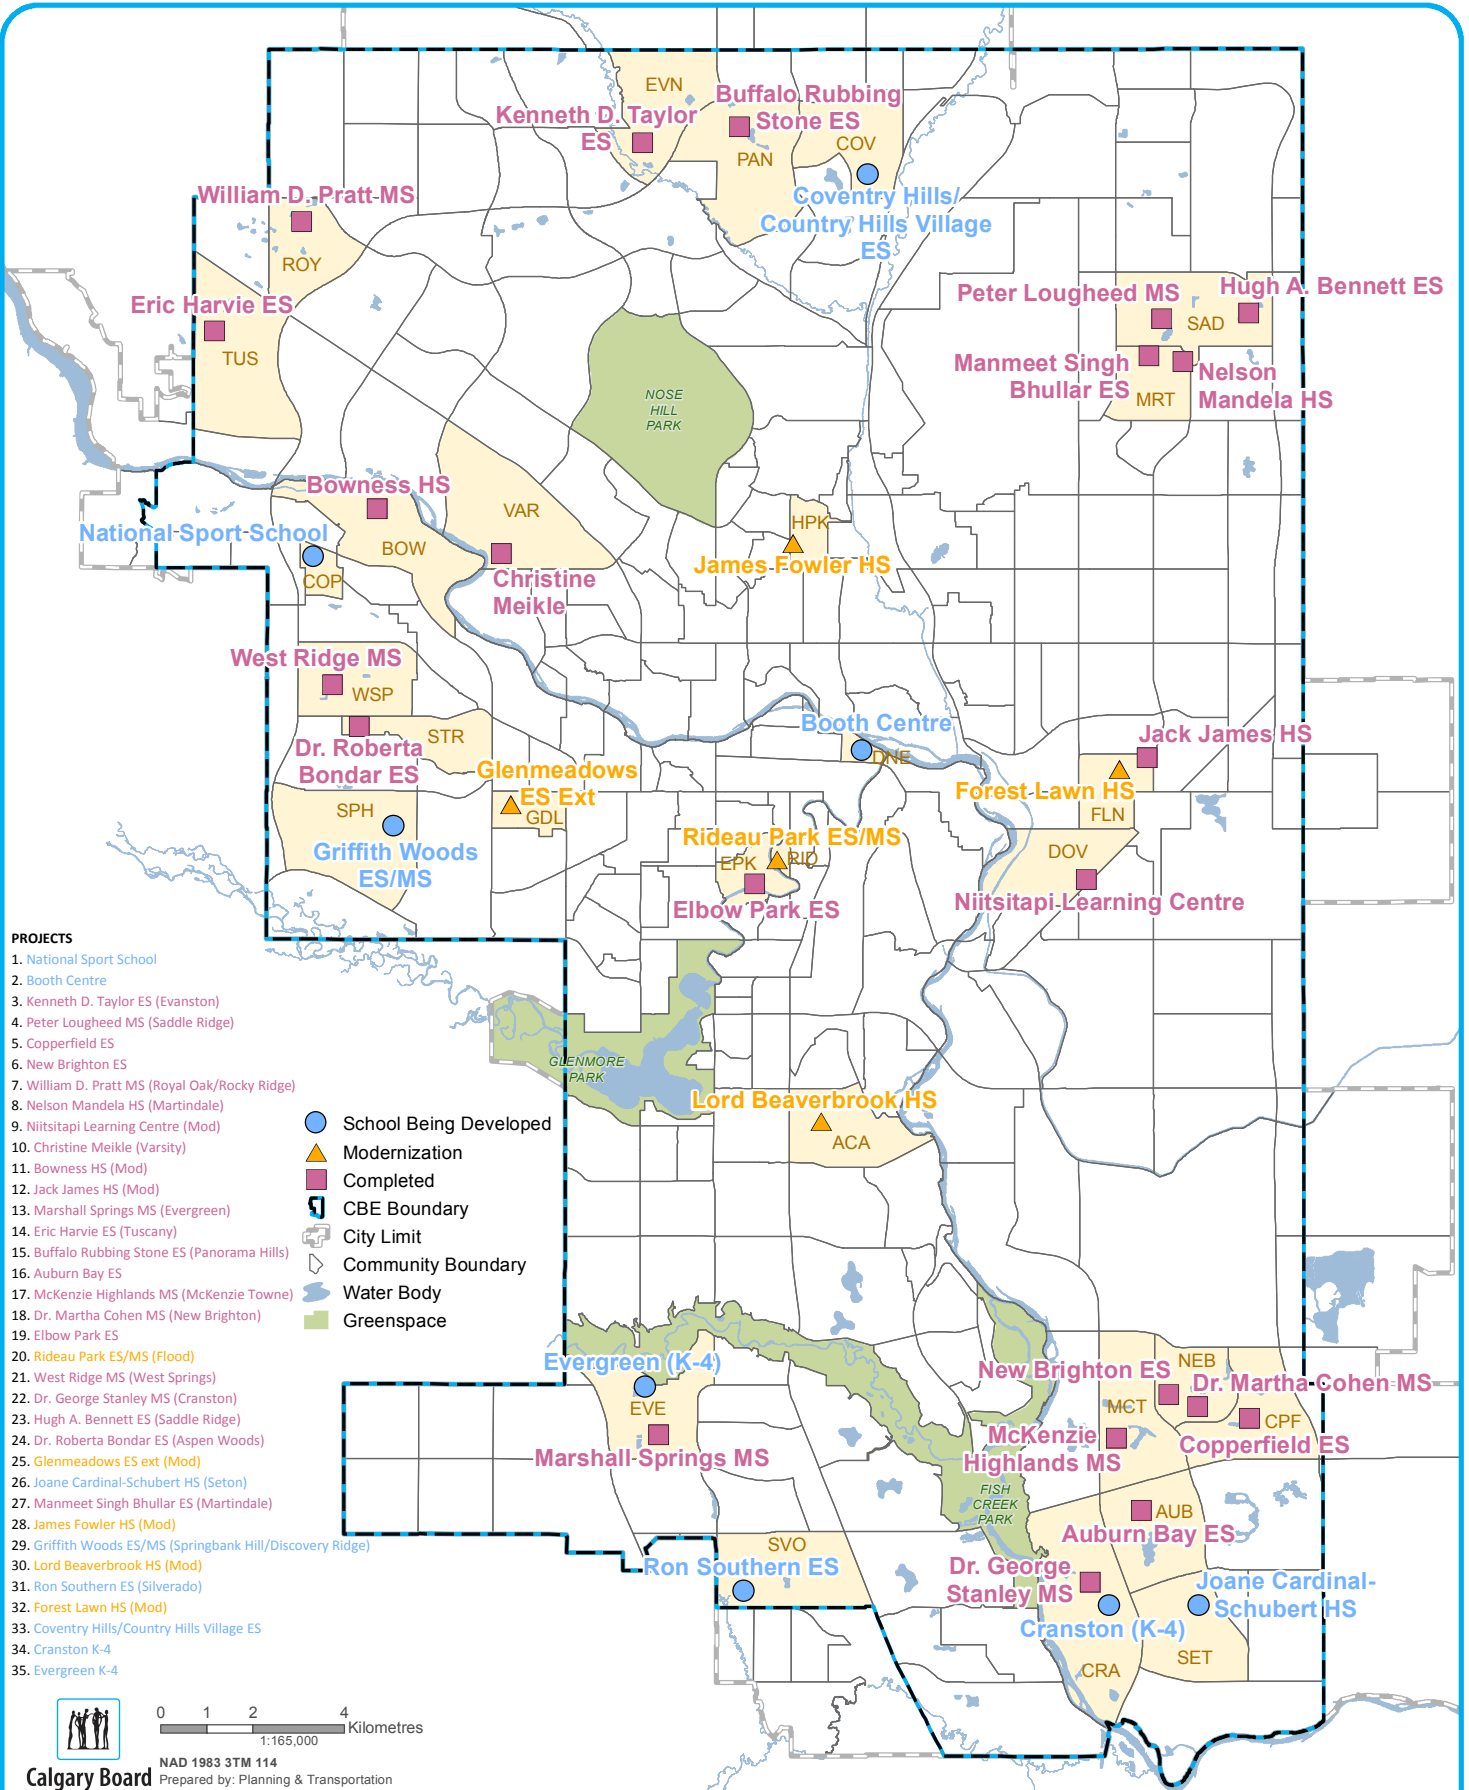 EVN
Buffalo Rubbing
Stone ES
Kenneth D. Taylor
ES
COV
PAN
William D. Pratt MS
Coventry Hills/
Country Hills Village
ES
ROY
Eric Harvie ES
TUS
Peter Lougheed MS
Hugh A. Bennett ES
SAD
Manmeet Singh
Bhullar ES
Nelson
Mandela HS
MRT
NOSE
HILL
PARK
Bowness HS
VAR
National Sport School
BOW
HPK
James Fowler HS
COP
Christine
Meikle
West Ridge MS
WSP
STR
Dr. Roberta
Bondar ES
Booth Centre
DNE
Jack James HS
Glenmeadows
ES Ext
GDL
Forest Lawn HS
FLN
SPH
Griffith Woods
ES/MS
Rideau Park ES/MS
EPK
RID
Elbow Park ES
DOV
Niitsitapi Learning Centre
GLENMORE
PARK
Lord Beaverbrook HS
ACA
PROJECTS
1. National Sport School
2. Booth Centre
3. Kenneth D. Taylor ES (Evanston)
4. Peter Lougheed MS (Saddle Ridge)
5. Copperfield ES
6. New Brighton ES
7. William D. Pratt MS (Royal Oak/Rocky Ridge)
8. Nelson Mandela HS (Martindale)
9. Niitsitapi Learning Centre (Mod)
10. Christine Meikle (Varsity)
11. Bowness HS (Mod)
12. Jack James HS (Mod)
13. Marshall Springs MS (Evergreen)
14. Eric Harvie ES (Tuscany)
15. Buffalo Rubbing Stone ES (Panorama Hills)
16. Auburn Bay ES
17. McKenzie Highlands MS (McKenzie Towne)
18. Dr. Martha Cohen MS (New Brighton)
19. Elbow Park ES
20. Rideau Park ES/MS (Flood)
21. West Ridge MS (West Springs)
22. Dr. George Stanley MS (Cranston)
23. Hugh A. Bennett ES (Saddle Ridge)
24. Dr. Roberta Bondar ES (Aspen Woods)
25. Glenmeadows ES ext (Mod)
26. Joane Cardinal-Schubert HS (Seton)
27. Manmeet Singh Bhullar ES (Martindale)
28. James Fowler HS (Mod)
29. Griffith Woods ES/MS (Springbank Hill/Discovery Ridge)
30. Lord Beaverbrook HS (Mod)
31. Ron Southern ES (Silverado)
32. Forest Lawn HS (Mod)
33. Coventry Hills/Country Hills Village ES
34. Cranston K-4
35. Evergreen K-4
School Being Developed
Modernization
Completed
CBE Boundary
City Limit
Community Boundary
Water Body
Greenspace
Evergreen (K-4)
EVE
Marshall Springs MS
New Brighton ES
NEB
Dr. Martha Cohen MS
MCT
CPF
McKenzie
Highlands MS
Copperfield ES
FISH
CREEK
PARK
AUB
Auburn Bay ES
SVO
Ron Southern ES
Dr. George
Stanley MS
Joane Cardinal-
Schubert HS
Cranston (K-4)
CRA
SET
0 1 2 4
Kilometres
1:165,000
NAD 1983 3TM 114
Calgary Board
Prepared by: Planning & Transportation